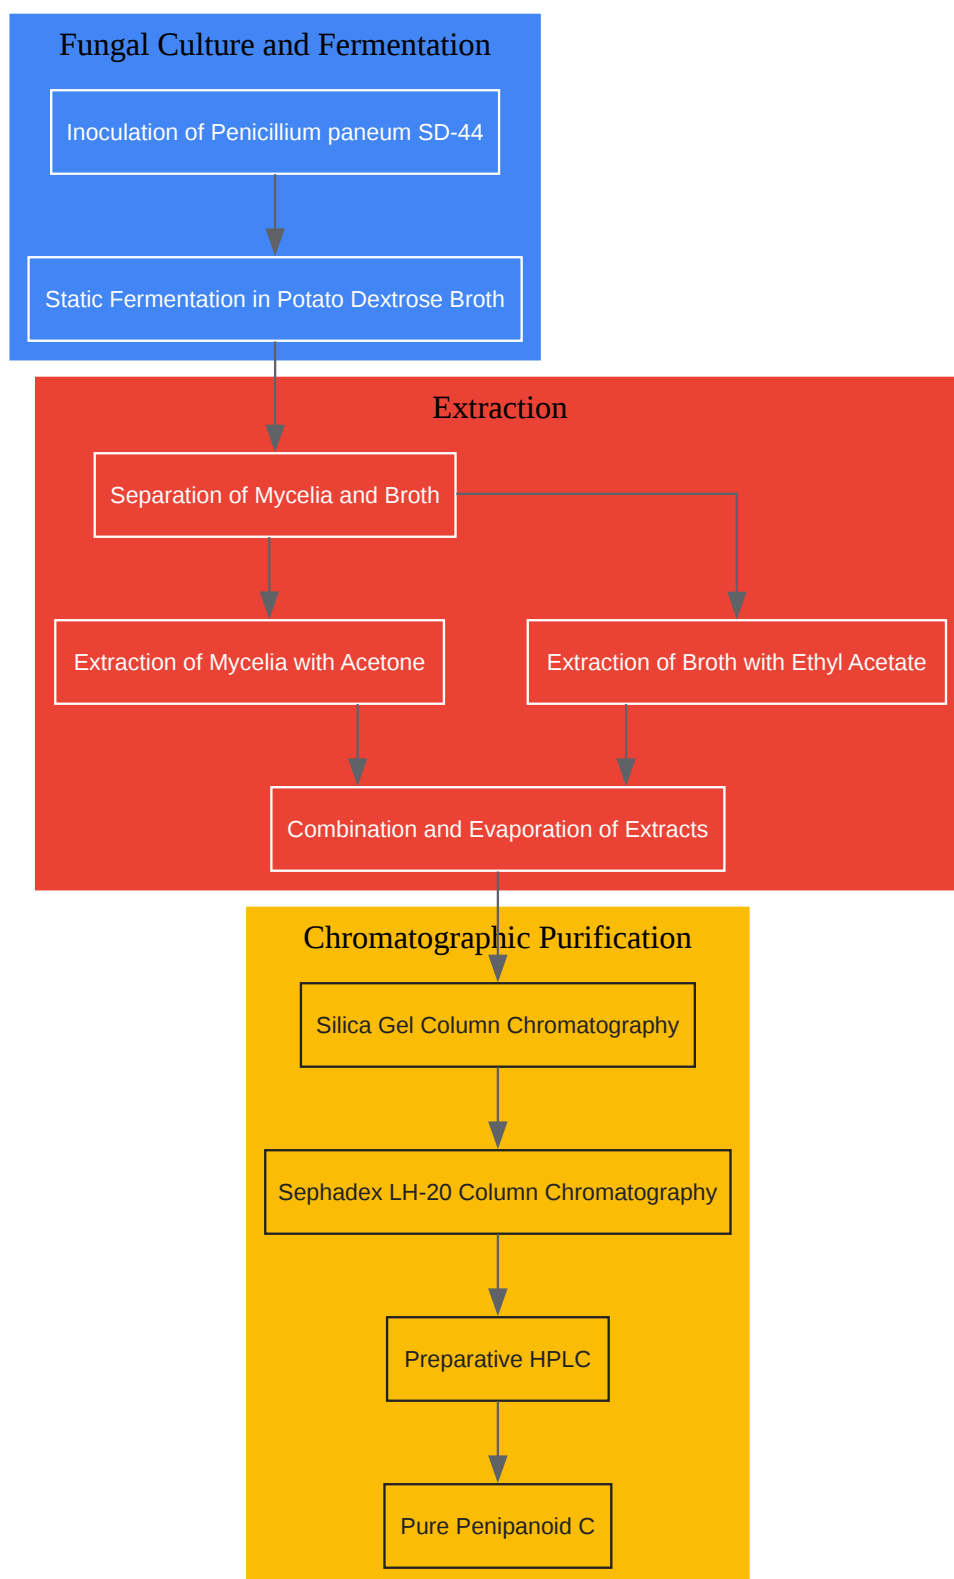 Fungal Culture and Fermentation
Inoculation of Penicillium paneum SD-44
Static Fermentation in Potato Dextrose Broth
Extraction
Separation of Mycelia and Broth
Extraction of Mycelia with Acetone
Extraction of Broth with Ethyl Acetate
Combination and Evaporation of Extracts
Chromatographic Purification
Silica Gel Column Chromatography
Sephadex LH-20 Column Chromatography
Preparative HPLC
Pure Penipanoid C